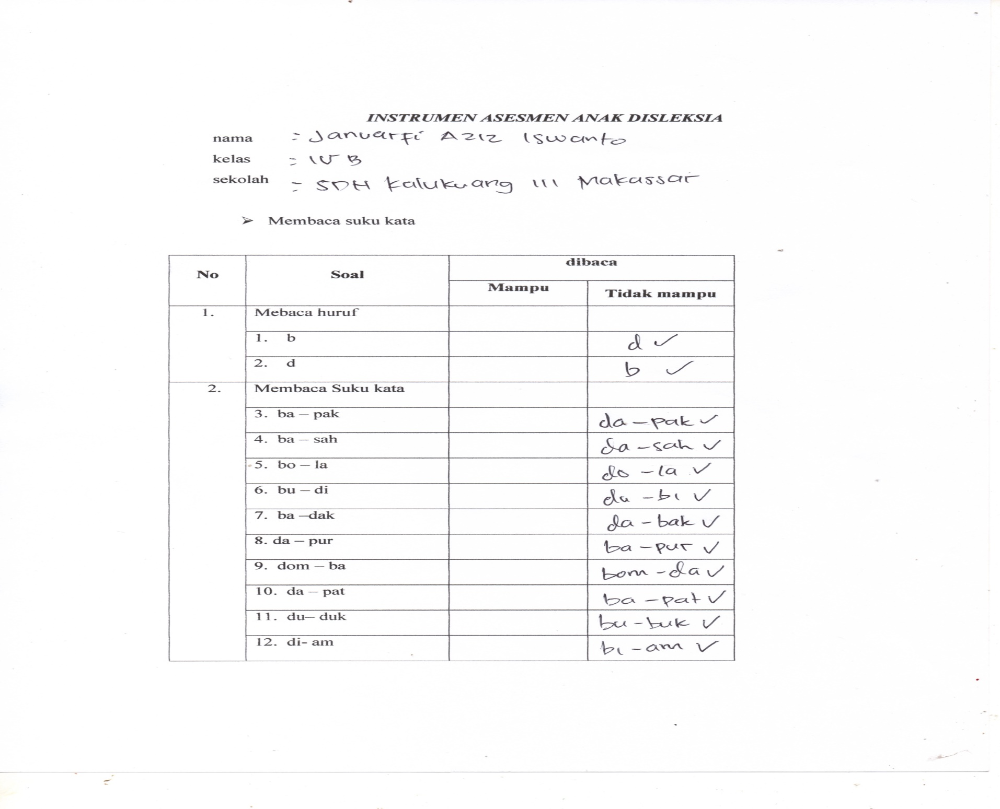 INSTRUMEN ASESMEN ANAK DISLEKSIA
nama : Januarfi Aziz Iswanto
kelas : IV B
sekolah : SDN Kalukuang III Makassar
➢ Membaca suku kata
No Soal dibaca
Mampu Tidak mampu
1. Mebaca huruf
1. b d ✓
2. d b ✓
2. Membaca Suku kata
3. ba – pak da – pak ✓
4. ba – sah da – sah ✓
5. bo – la do – la ✓
6. bu – di du – bi ✓
7. ba –dak da – bak ✓
8. da – pur ba – pur ✓
9. dom – ba bom – da ✓
10. da – pat ba – pat ✓
11. du– duk bu – buk ✓
12. di- am bi – am ✓